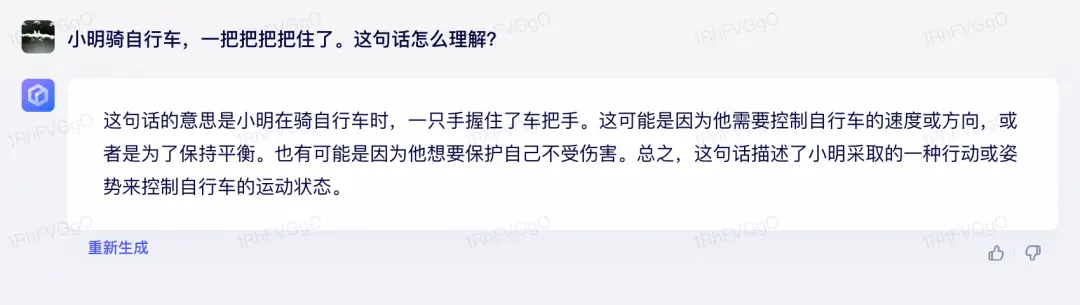 小明骑自行车，一把把把把住了。这句话怎么理解？
这句话的意思是小明在骑自行车时，一只手握住了车把手。这可能是因为他需要控制自行车的速度或方向，或
者是为了保持平衡。也有可能是因为他想要保护自己不受伤害。总之，这句话描述了小明采取的一种行动或姿
势来控制自行车的运动状态。
重新生成
1RhFVGgO